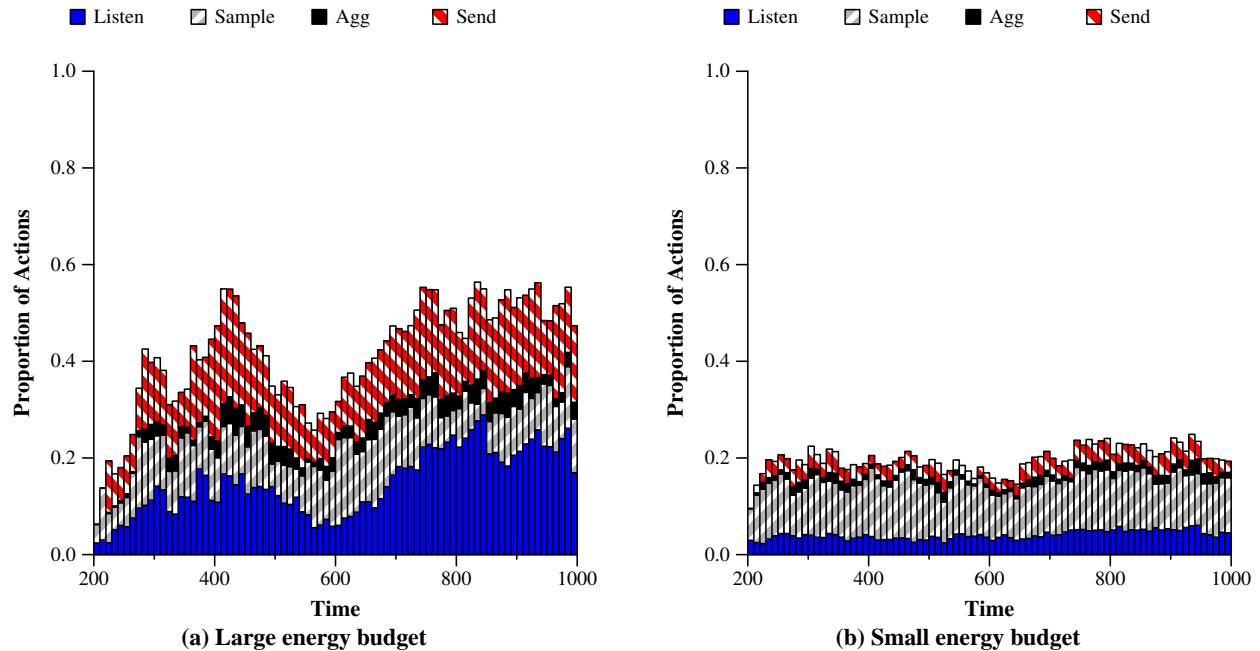 Listen Sample Agg Send
1.0
0.8
0.6
0.4
0.2
0.0
Proportion of Actions
200 400 600 800 1000
Time
(a) Large energy budget
Listen Sample Agg Send
1.0
0.8
0.6
0.4
0.2
0.0
Proportion of Actions
200 400 600 800 1000
Time
(b) Small energy budget